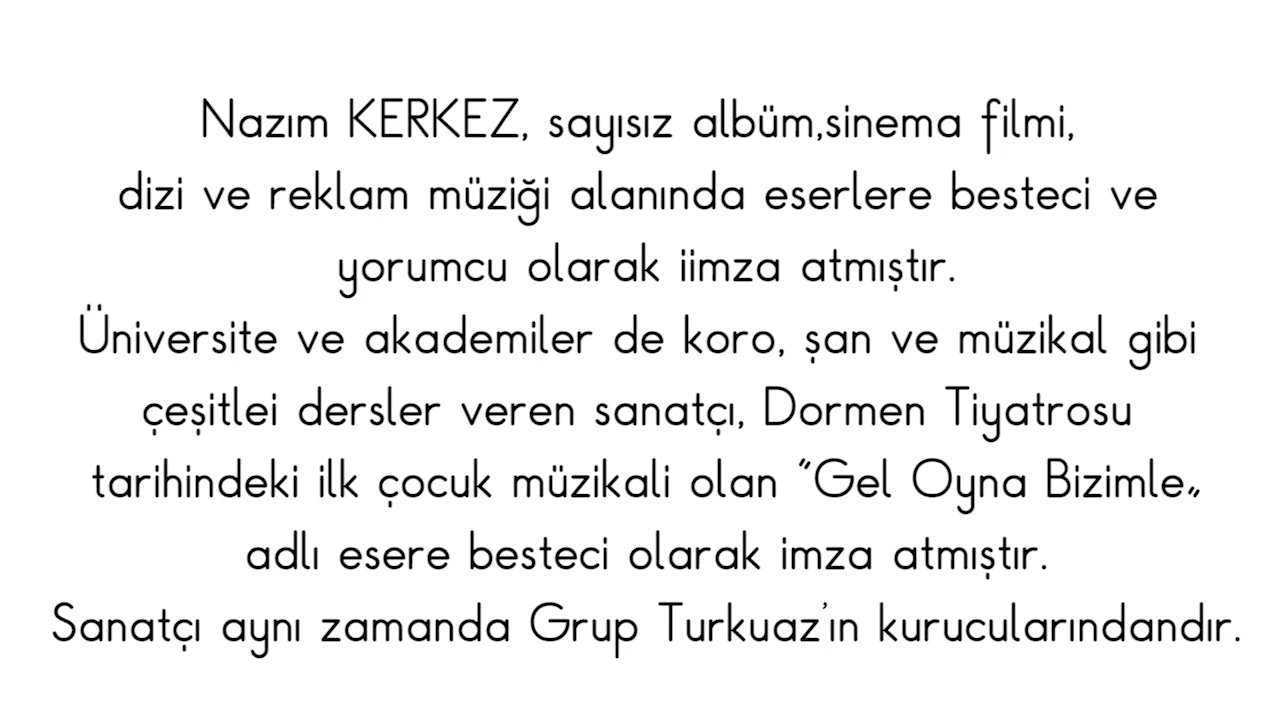 Nazım KERKEZ, sayısız albüm,sinema filmi,
dizi ve reklam müziği alanında eserlere besteci ve
yorumcu olarak iimza atmıştır.
Üniversite ve akademiler de koro, şan ve müzikal gibi
çeşitlei dersler veren sanatçı, Dormen Tiyatrosu
tarihindeki ilk çocuk müzikali olan “Gel Oyna Bizimle„
adlı esere besteci olarak imza atmıştır.
Sanatçı aynı zamanda Grup Turkuaz’ın kurucularındandır.